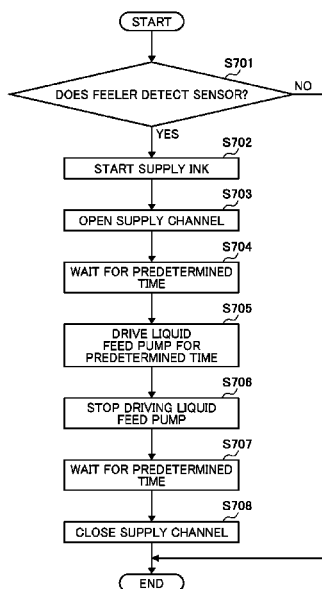 START
S701
DOES FEELER DETECT SENSOR?
NO
YES
S702
START SUPPLY INK
S703
OPEN SUPPLY CHANNEL
S704
WAIT FOR PREDETERMINED
TIME
S705
DRIVE LIQUID
FEED PUMP FOR
PREDETERMINED TIME
S706
STOP DRIVING LIQUID
FEED PUMP
S707
WAIT FOR PREDETERMINED
TIME
S708
CLOSE SUPPLY CHANNEL
END